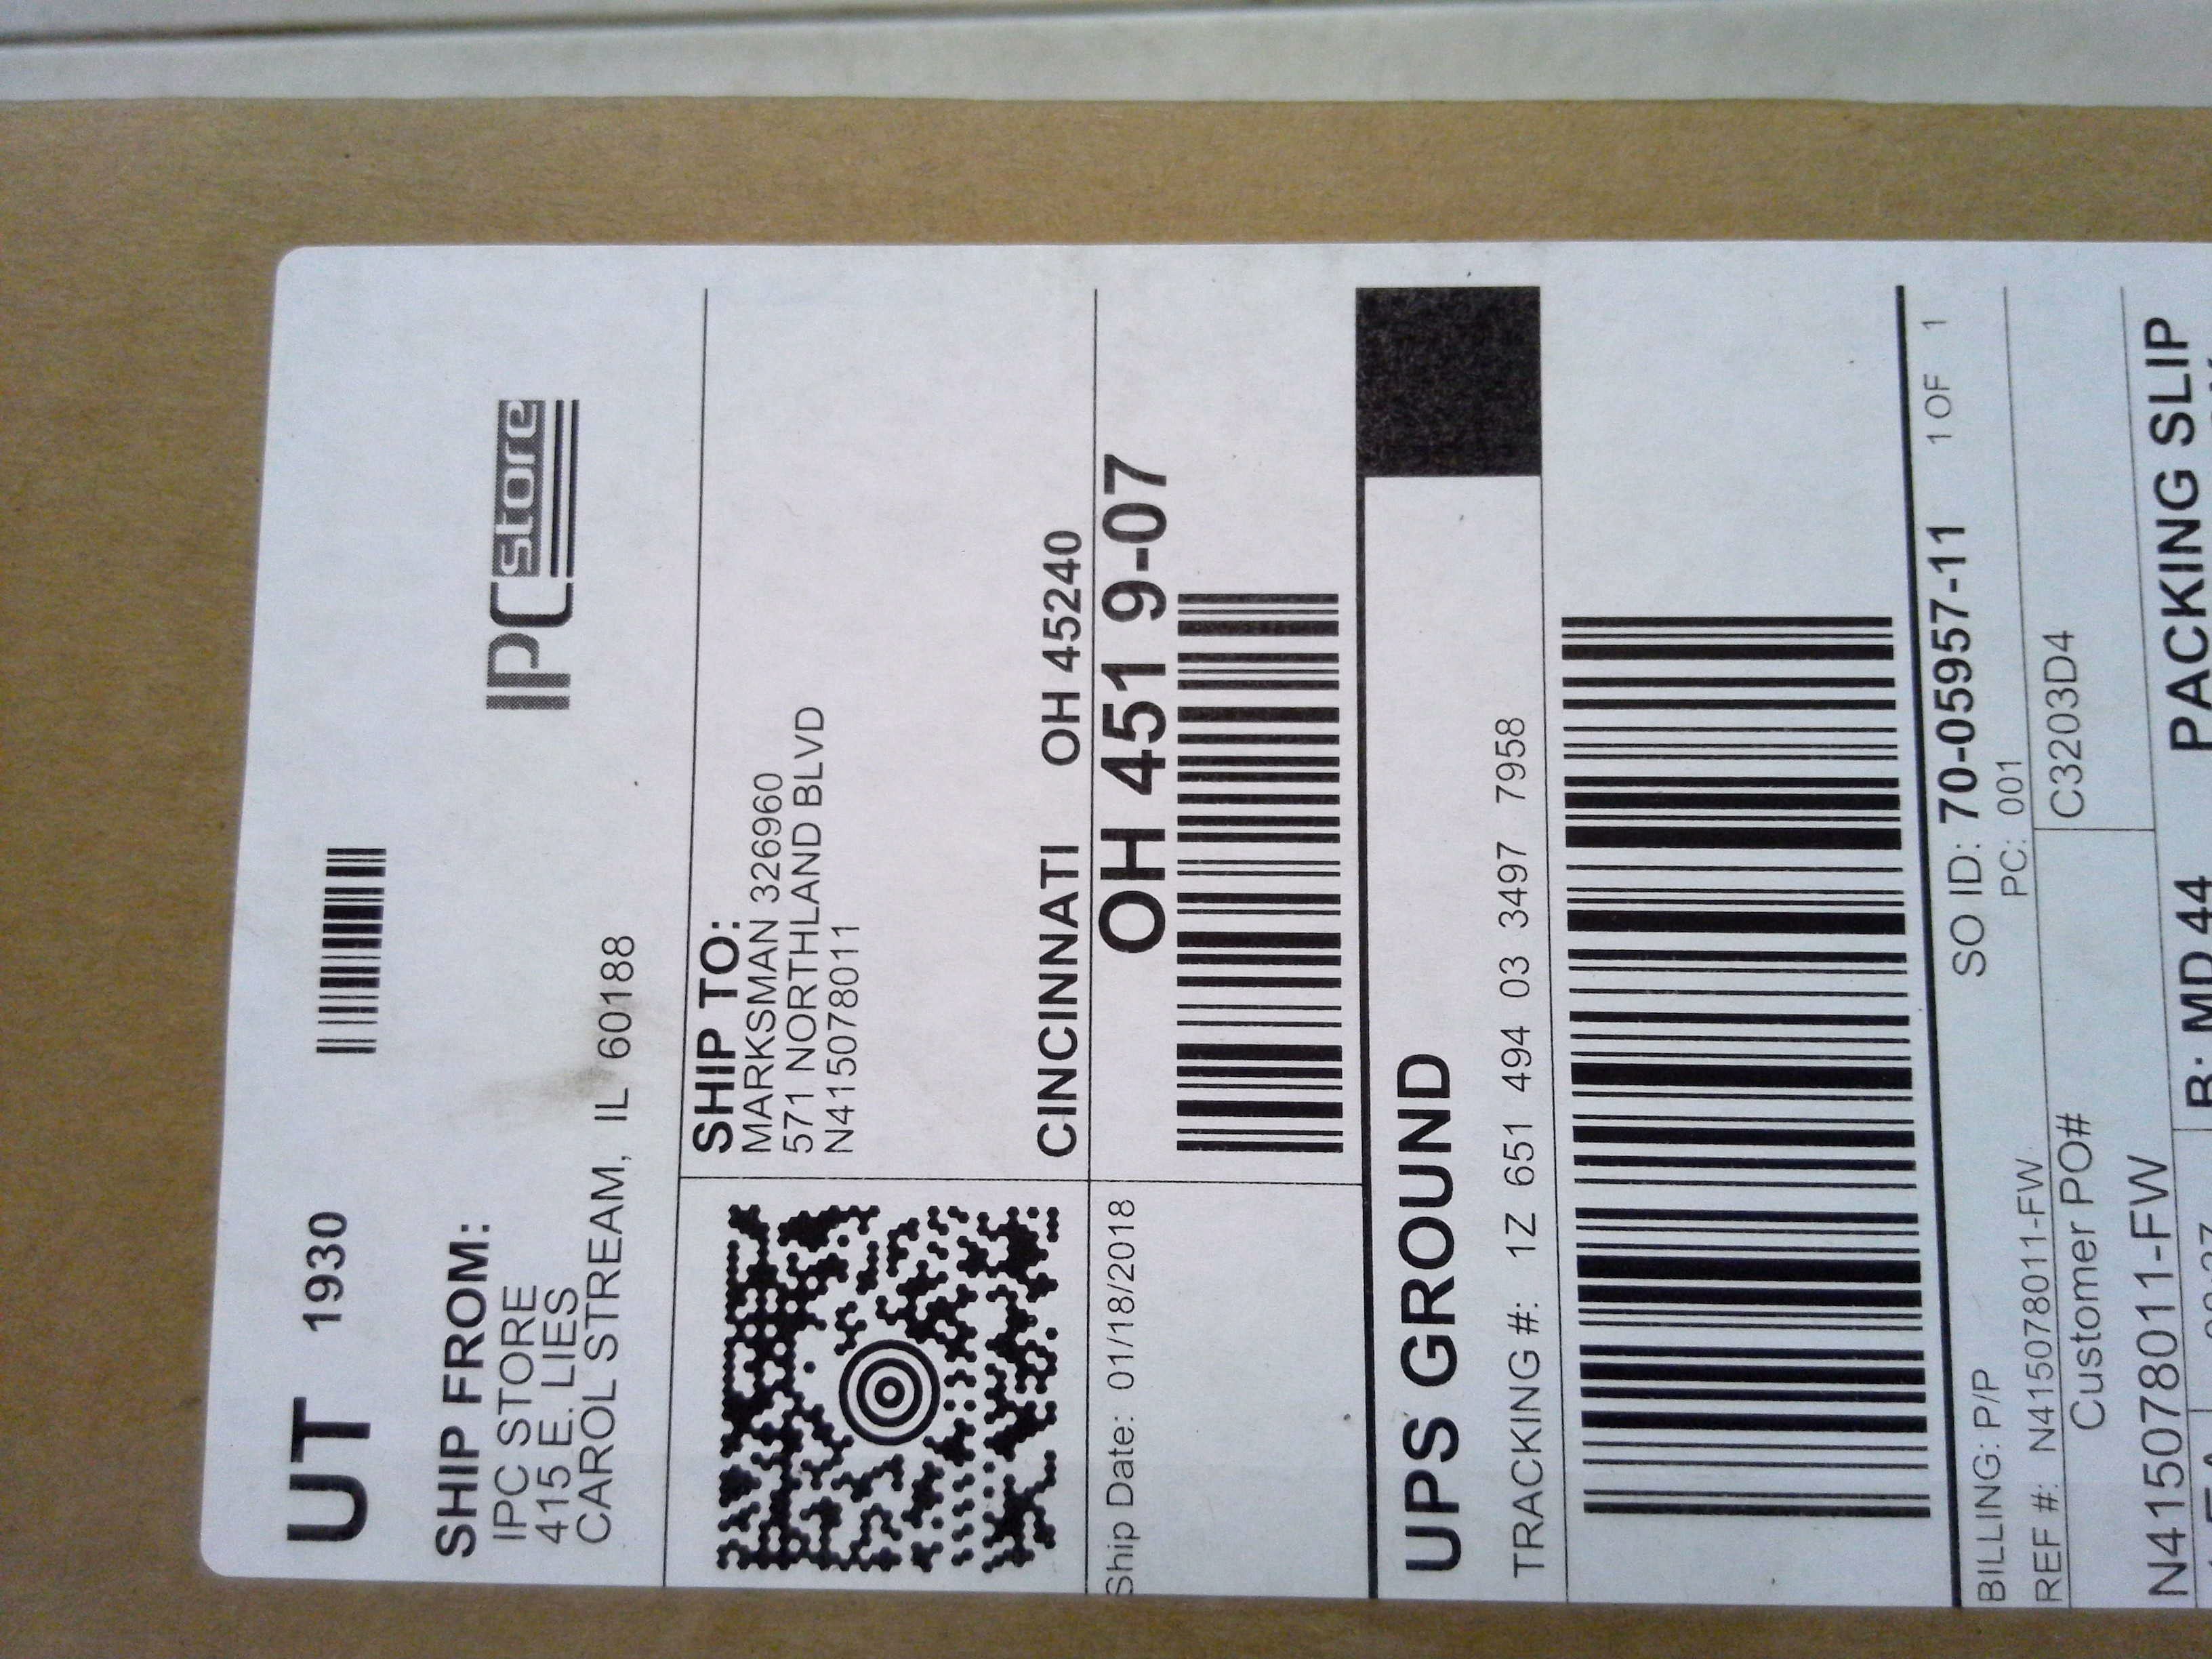 UT 1930
IPC store
SHIP FROM:
IPC STORE
415 E. LIES
CAROL STREAM, IL 60188
SHIP TO:
MARKSMAN 326960
571 NORTHLAND BLVD
N415078011
CINCINNATI OH 45240
OH 451 9-07
Ship Date: 01/18/2018
UPS GROUND
TRACKING #: 1Z 651 494 03 3497 7958
SO ID: 70-05957-11 1 OF 1
BILLING: P/P
PC: 001
REF #: N415078011-FW
Customer PO#
C3203D4
N415078011-FW
PACKING SLIP
MD 44